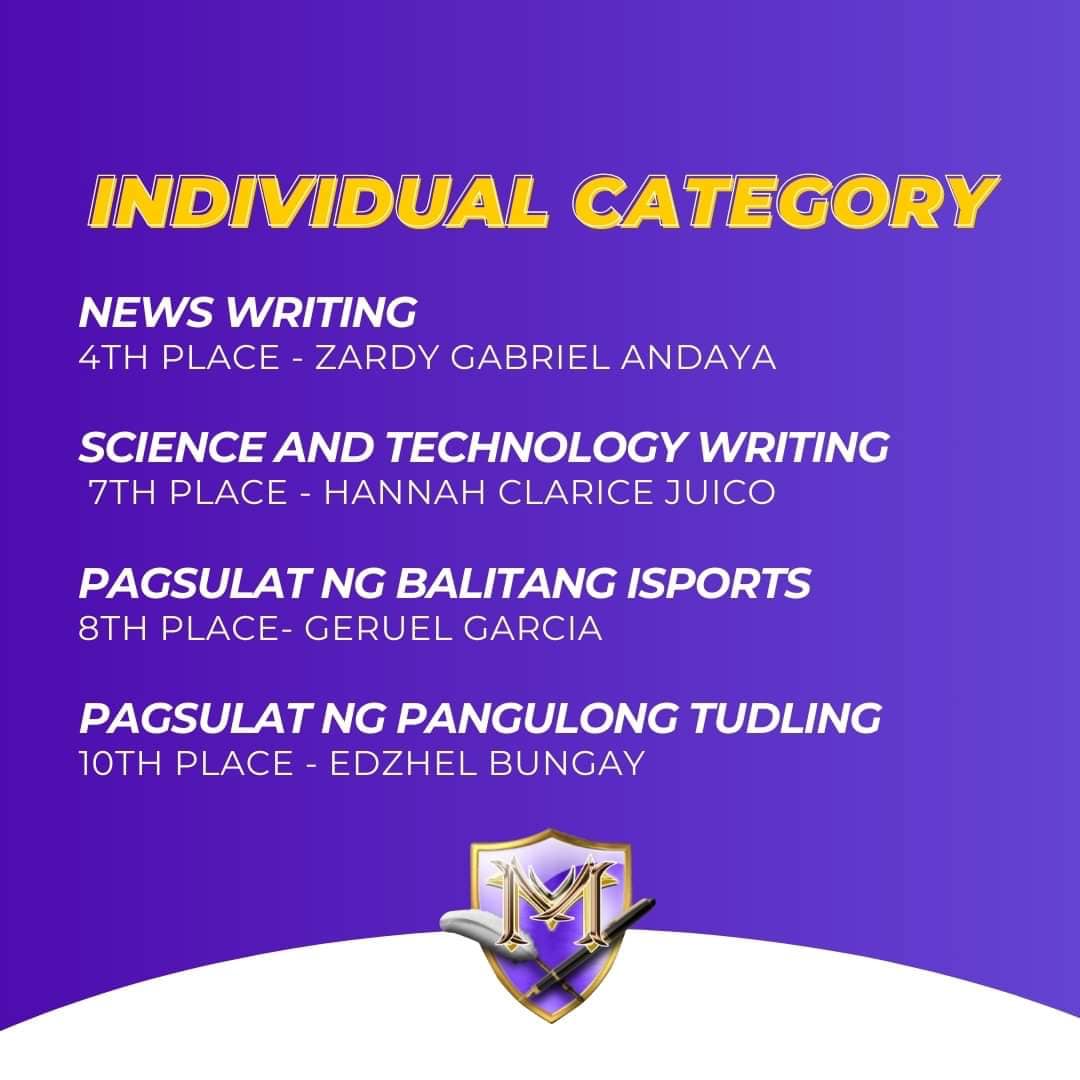 INDIVIDUAL CATEGORY
NEWS WRITING
4TH PLACE - ZARDY GABRIEL ANDAYA
SCIENCE AND TECHNOLOGY WRITING
7TH PLACE - HANNAH CLARICE JUICO
PAGSULAT NG BALITANG ISPORTS
8TH PLACE- GERUEL GARCIA
PAGSULAT NG PANGULONG TUDLING
10TH PLACE - EDZHEL BUNGAY
M